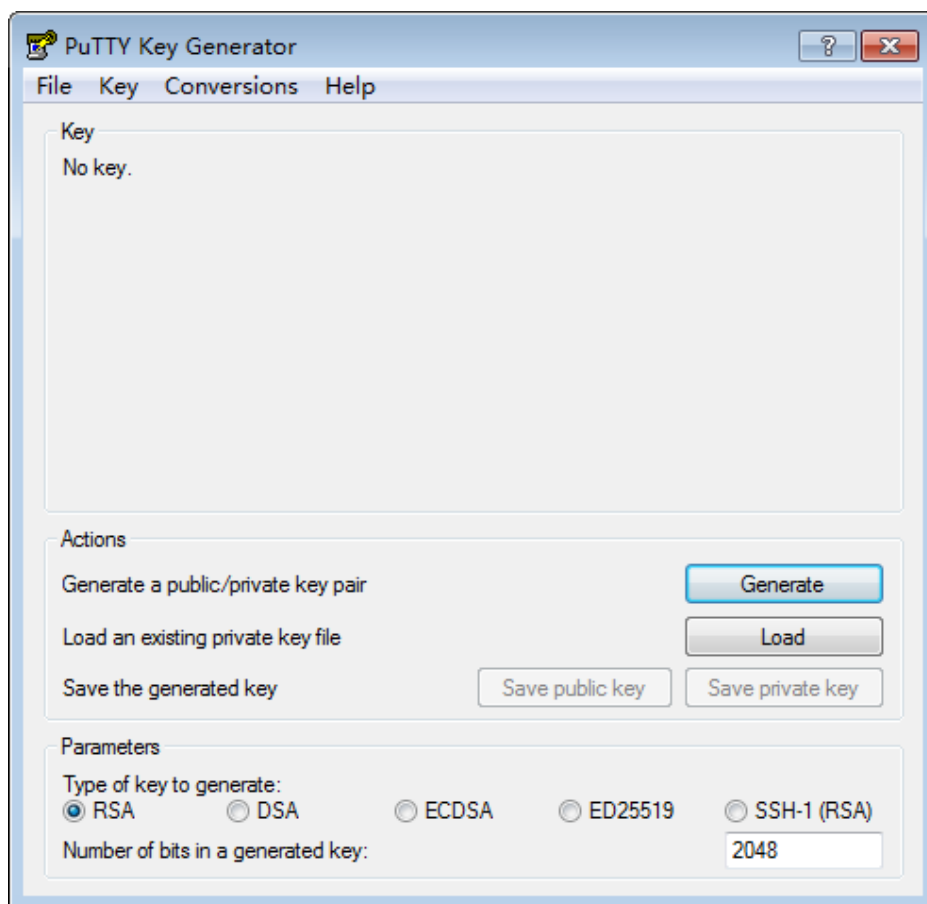 PuTTY Key Generator
File Key Conversions Help
Key
No key.
Actions
Generate a public/private key pair Generate
Load an existing private key file Load
Save the generated key Save public key Save private key
Parameters
Type of key to generate:
RSA DSA ECDSA ED25519 SSH-1 (RSA)
Number of bits in a generated key: 2048